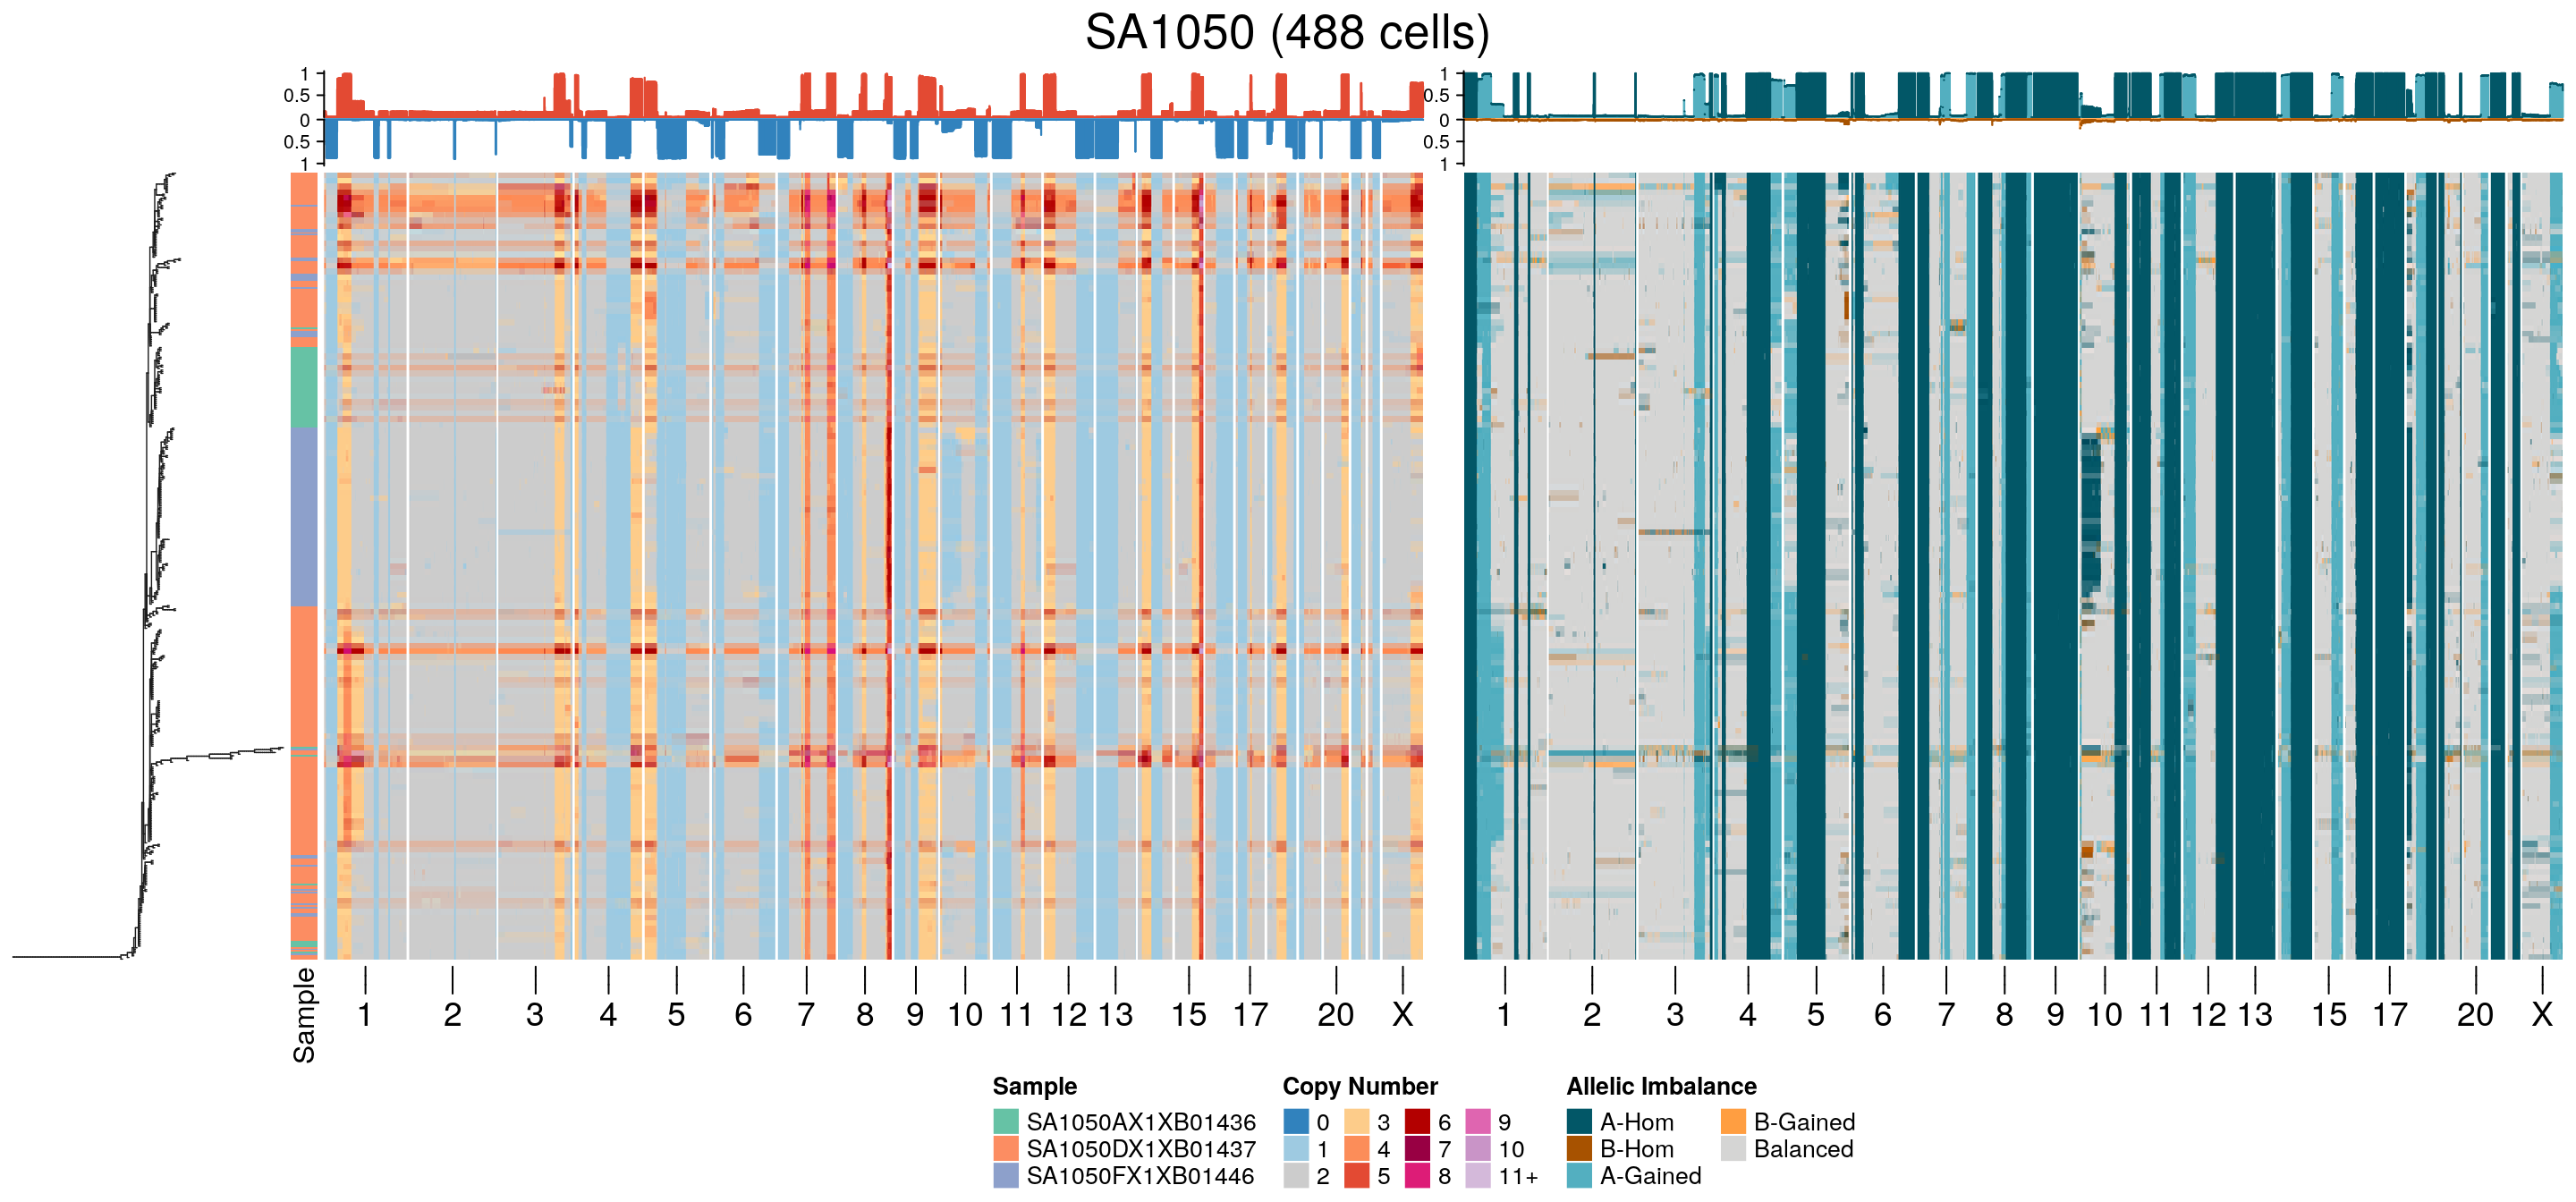 SA1050 (488 cells)
1
0.5
0
0.5
1
1
0.5
0
0.5
1
Sample
1 2 3 4 5 6 7 8 9 10 11 12 13 15 17 20 X
1 2 3 4 5 6 7 8 9 10 11 12 13 15 17 20 X
Sample
SA1050AX1XB01436
SA1050DX1XB01437
SA1050FX1XB01446
Copy Number
0 3 6 9
1 4 7 10
2 5 8 11+
Allelic Imbalance
A-Hom B-Gained
B-Hom Balanced
A-Gained